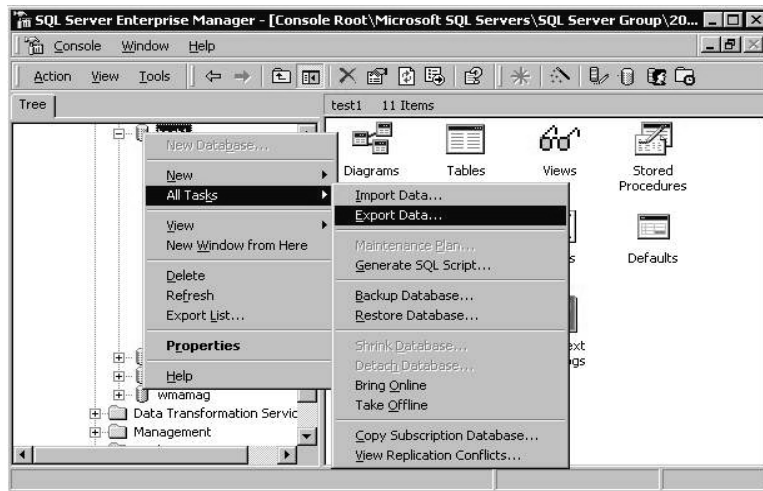 SQL Server Enterprise Manager - [Console Root\Microsoft SQL Servers\SQL Server Group\20...
Console Window Help
Action View Tools
Tree
test1 11 Items
New Database...
New
All Tasks
View
New Window from Here
Delete
Refresh
Export List...
Properties
Help
wmamag
Data Transformation Servic
Management
Diagrams
Tables
Views
Stored
Procedures
Defaults
Import Data...
Export Data...
Maintenance Plan...
Generate SQL Script...
Backup Database...
Restore Database...
Shrink Database...
Detach Database...
Bring Online
Take Offline
Copy Subscription Database...
View Replication Conflicts...